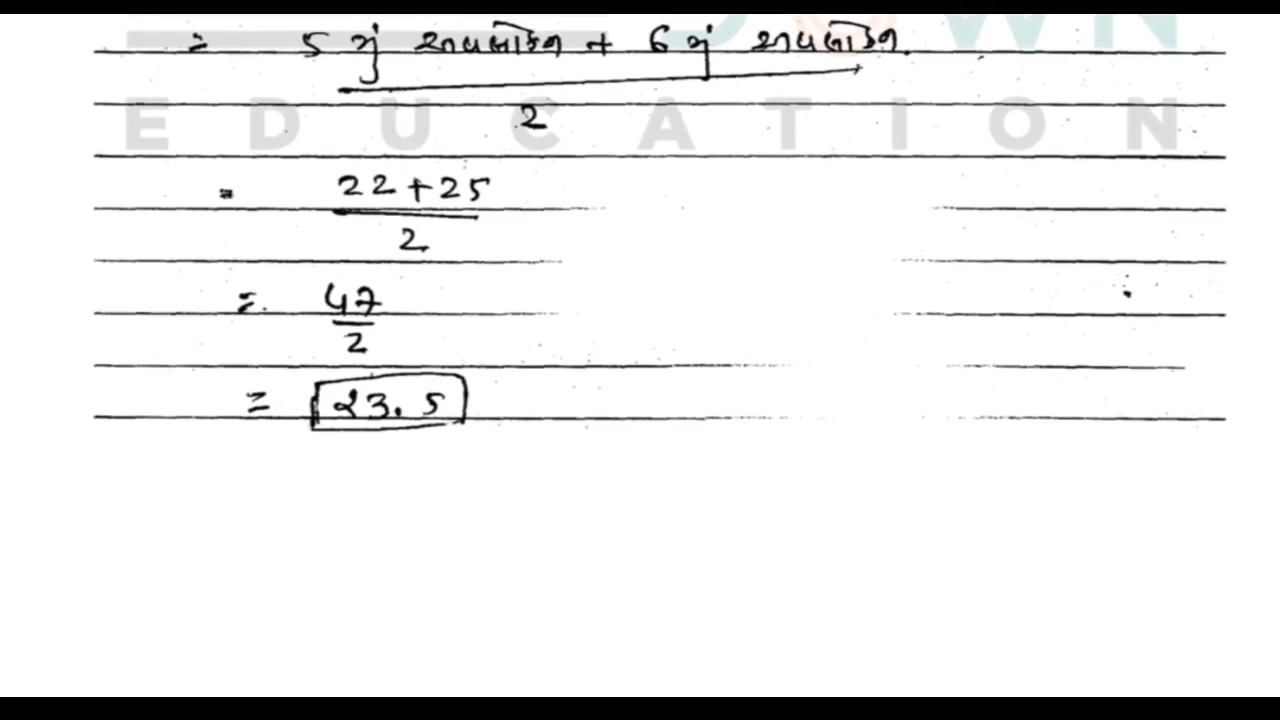 = 5 મું અવલોકન + 6 મું અવલોકન.
2
EDUCATION
= 22 + 25
2
= 47
2
= 23.5